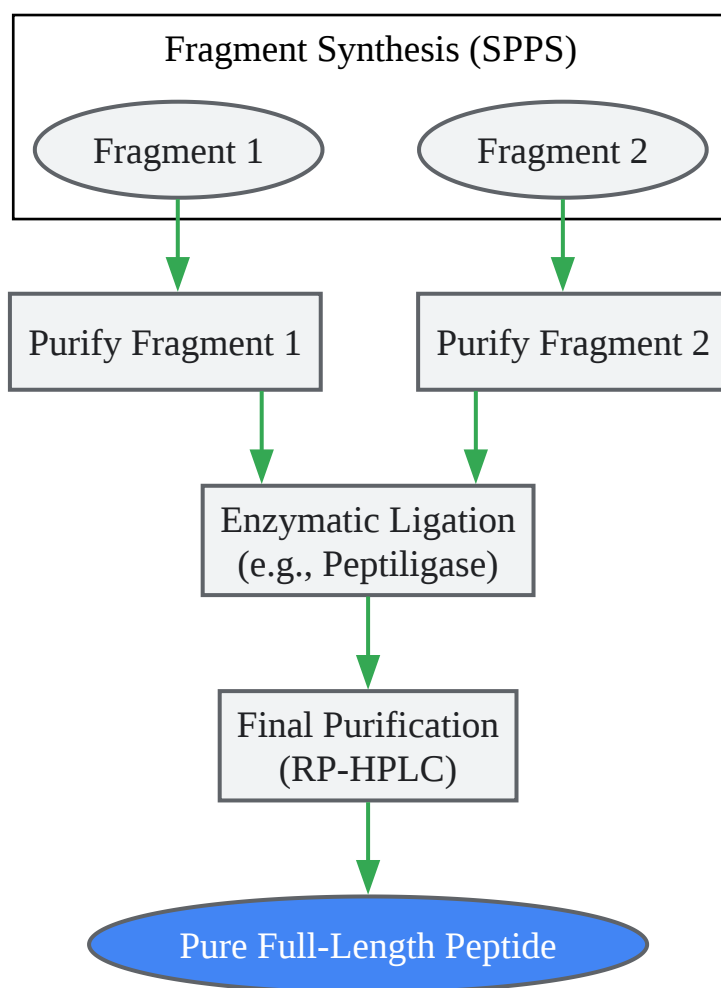 Fragment Synthesis (SPPS)
Fragment 1
Fragment 2
Purify Fragment 1
Purify Fragment 2
Enzymatic Ligation
(e.g., Peptiligase)
Final Purification
(RP-HPLC)
Pure Full-Length Peptide